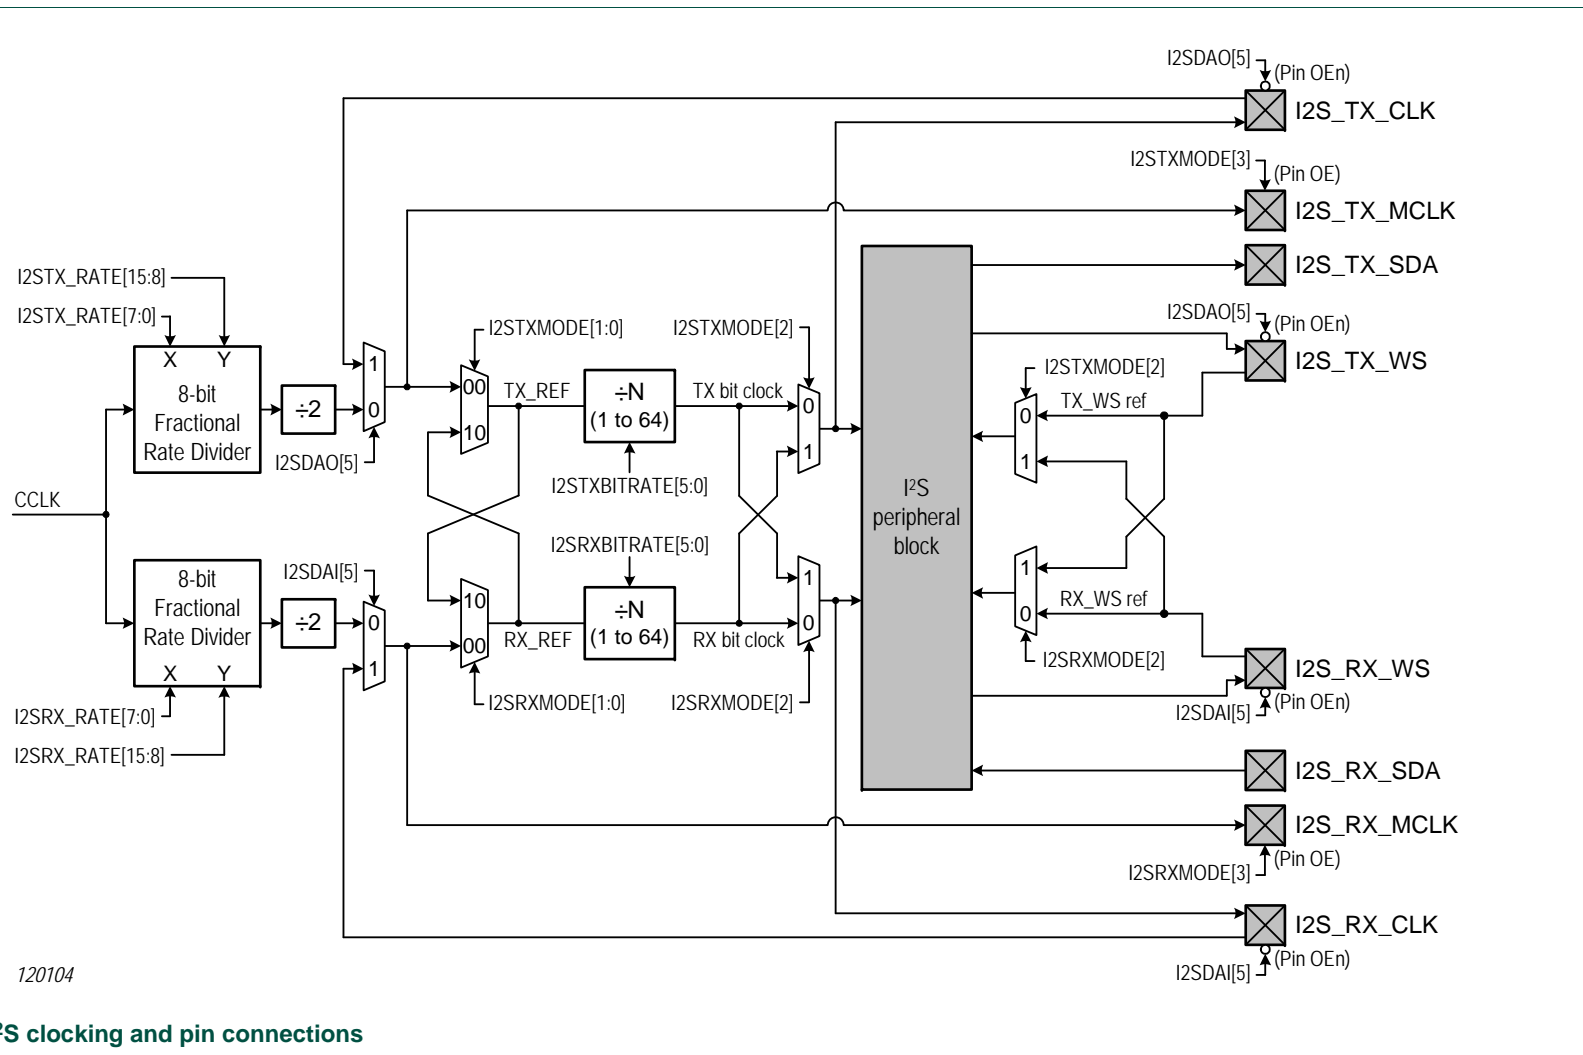 I2SDAO[5]
(Pin OEn)
I2S_TX_CLK
I2STXMODE[3]
(Pin OE)
I2S_TX_MCLK
I2S_TX_SDA
I2STX_RATE[15:8]
I2STX_RATE[7:0]
I2SDAO[5]
(Pin OEn)
I2S_TX_WS
I2STXMODE[1:0]
I2STXMODE[2]
X Y
8-bit
Fractional
Rate Divider
÷2
1
0
I2SDAO[5]
00
10
TX_REF
÷N
(1 to 64)
I2STXBITRATE[5:0]
TX bit clock
0
1
I2STXMODE[2]
TX_WS ref
0
1
CCLK
I2S
peripheral
block
I2SRXBITRATE[5:0]
I2SDAI[5]
8-bit
Fractional
Rate Divider
X Y
÷2
0
1
10
00
RX_REF
÷N
(1 to 64)
RX bit clock
1
0
1
0
RX_WS ref
I2SRXMODE[2]
I2S_RX_WS
(Pin OEn)
I2SDAI[5]
I2SRXMODE[1:0]
I2SRXMODE[2]
I2SRX_RATE[7:0]
I2SRX_RATE[15:8]
I2S_RX_SDA
I2S_RX_MCLK
(Pin OE)
I2SRXMODE[3]
I2S_RX_CLK
(Pin OEn)
I2SDAI[5]
120104
²S clocking and pin connections